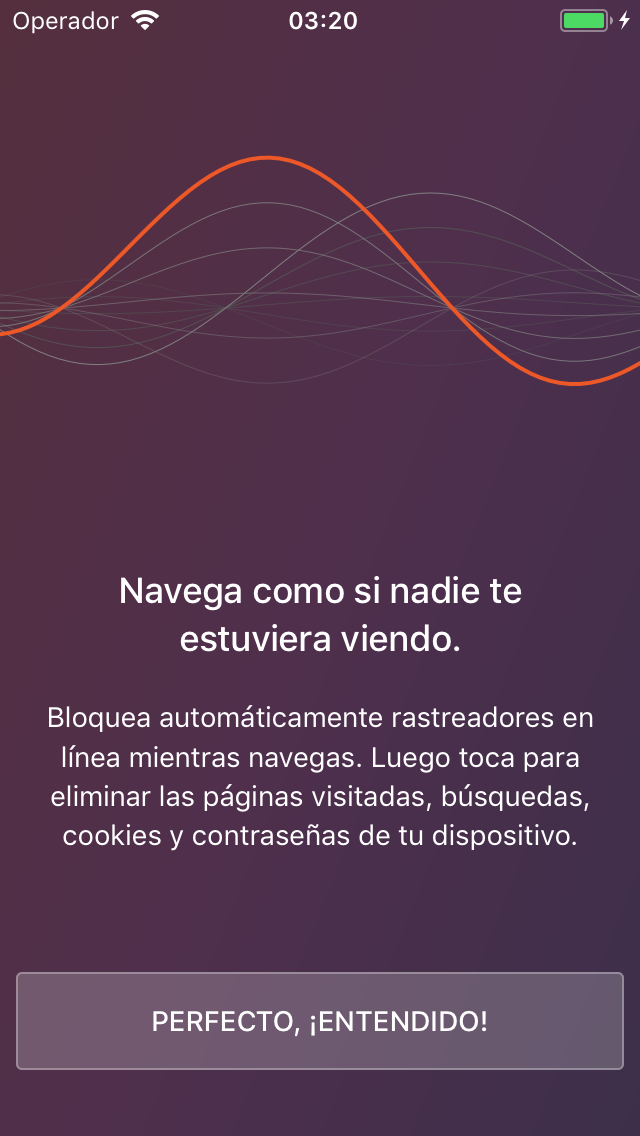 Operador 03:20
Navega como si nadie te
estuviera viendo.
Bloquea automáticamente rastreadores en
línea mientras navegas. Luego toca para
eliminar las páginas visitadas, búsquedas,
cookies y contraseñas de tu dispositivo.
PERFECTO, ¡ENTENDIDO!